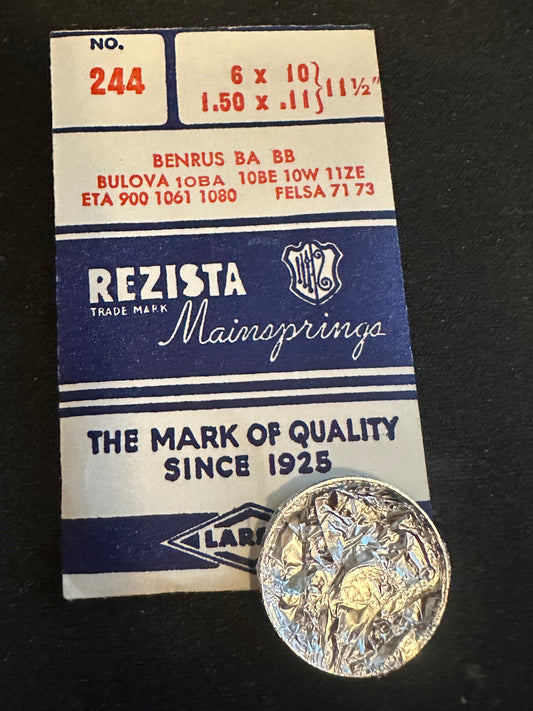 NO.
244
6 x 10
1.50 x .11 } 11½"
BENRUS BA BB
BULOVA 10BA 10BE 10W 11ZE
ETA 900 1061 1080 FELSA 71 73
REZISTA
TRADE MARK
Mainsprings
THE MARK OF QUALITY
SINCE 1925